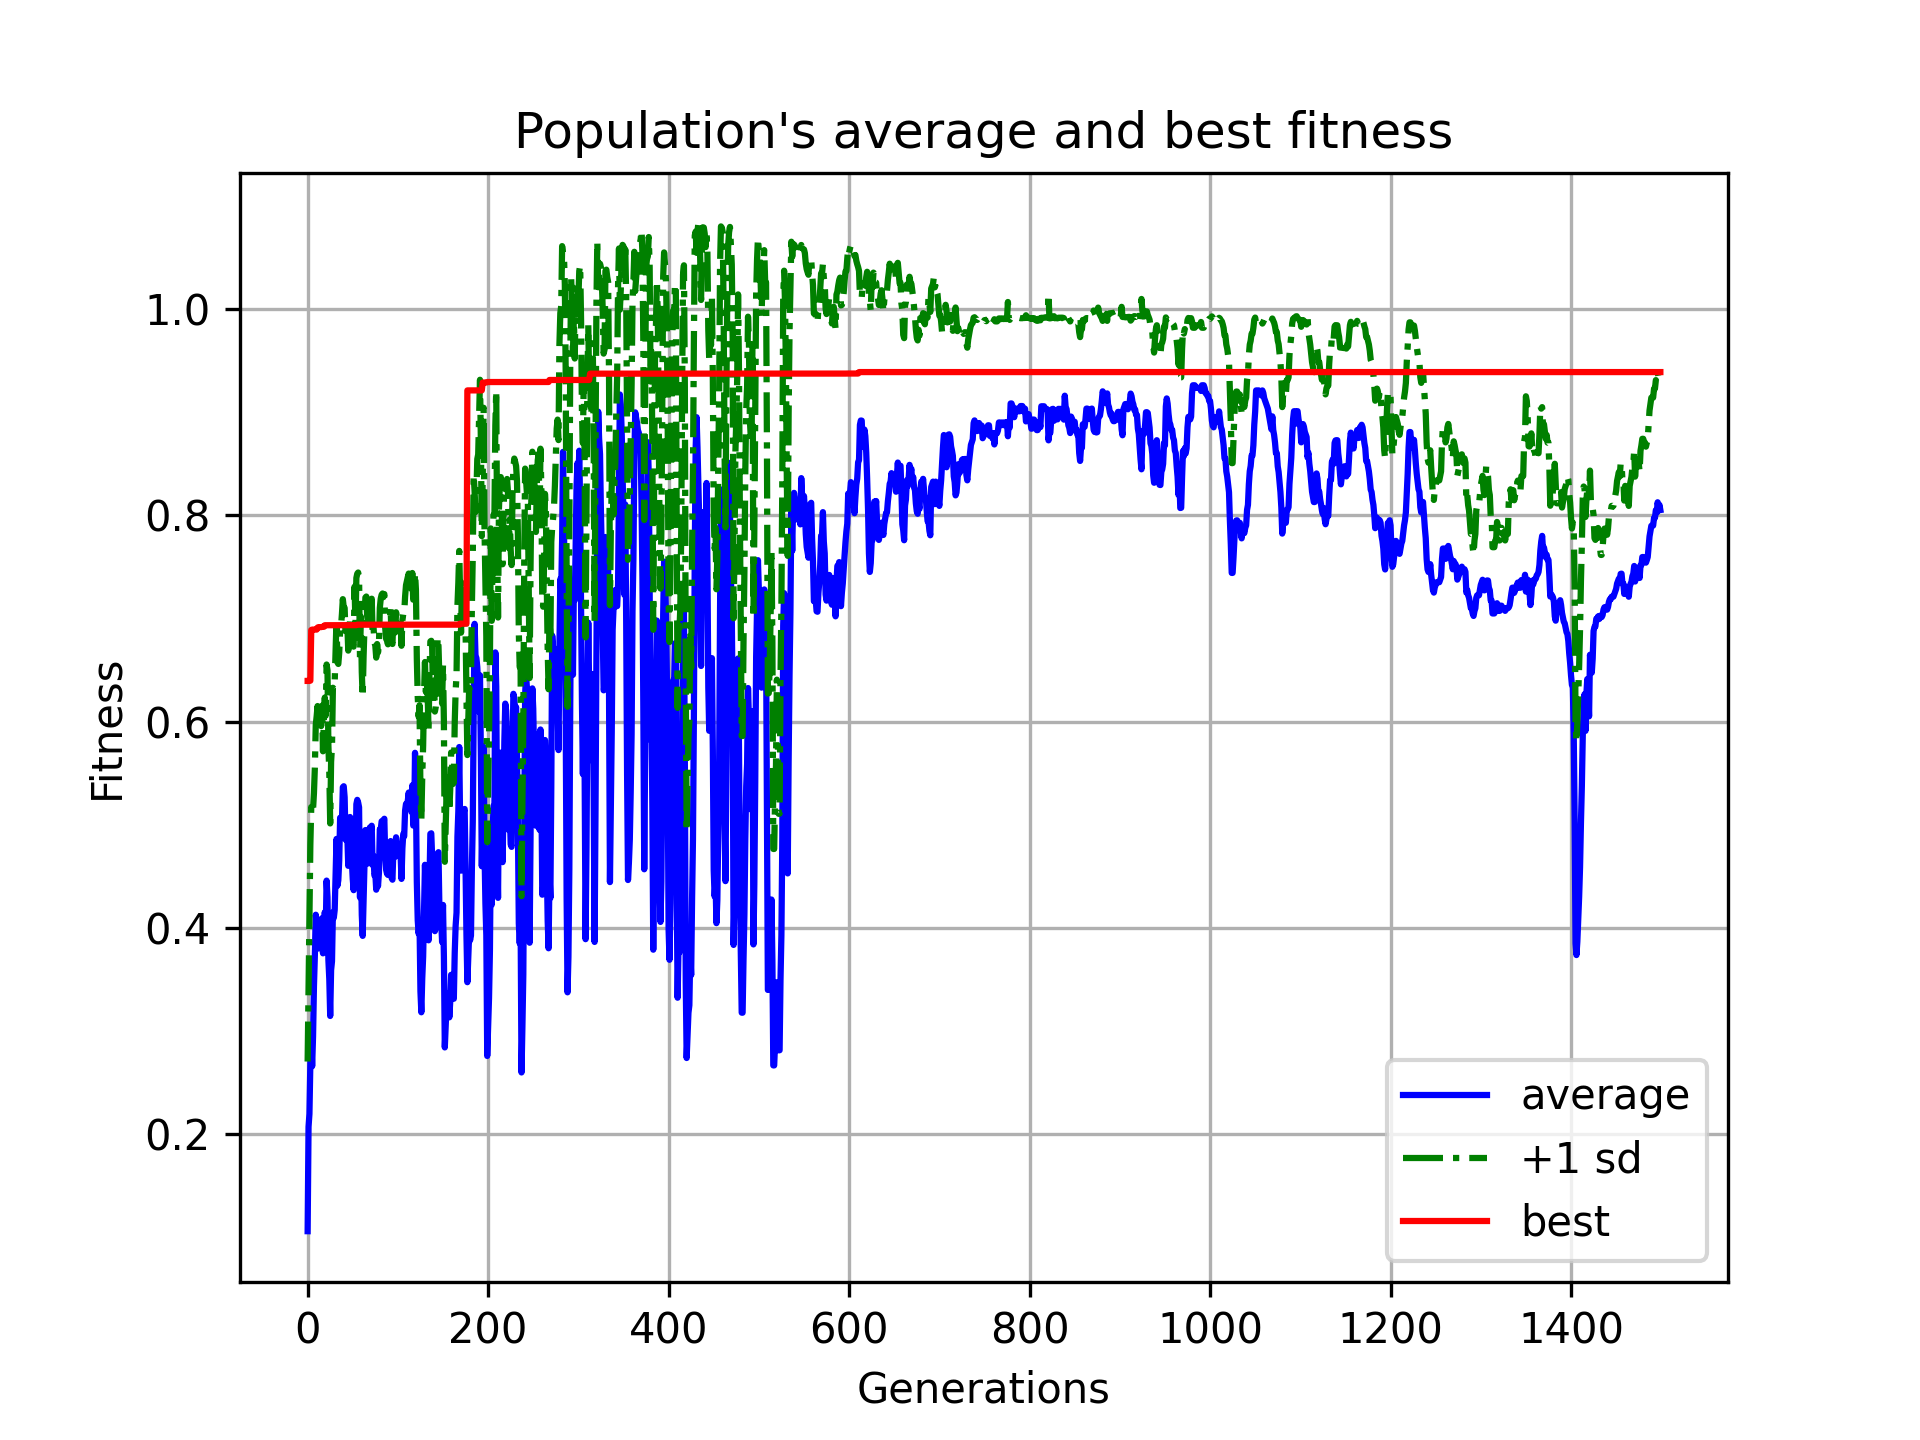 Population's average and best fitness
1.0
0.8
0.6
0.4
0.2
Fitness
0 200 400 600 800 1000 1200 1400
Generations
average
+1 sd
best